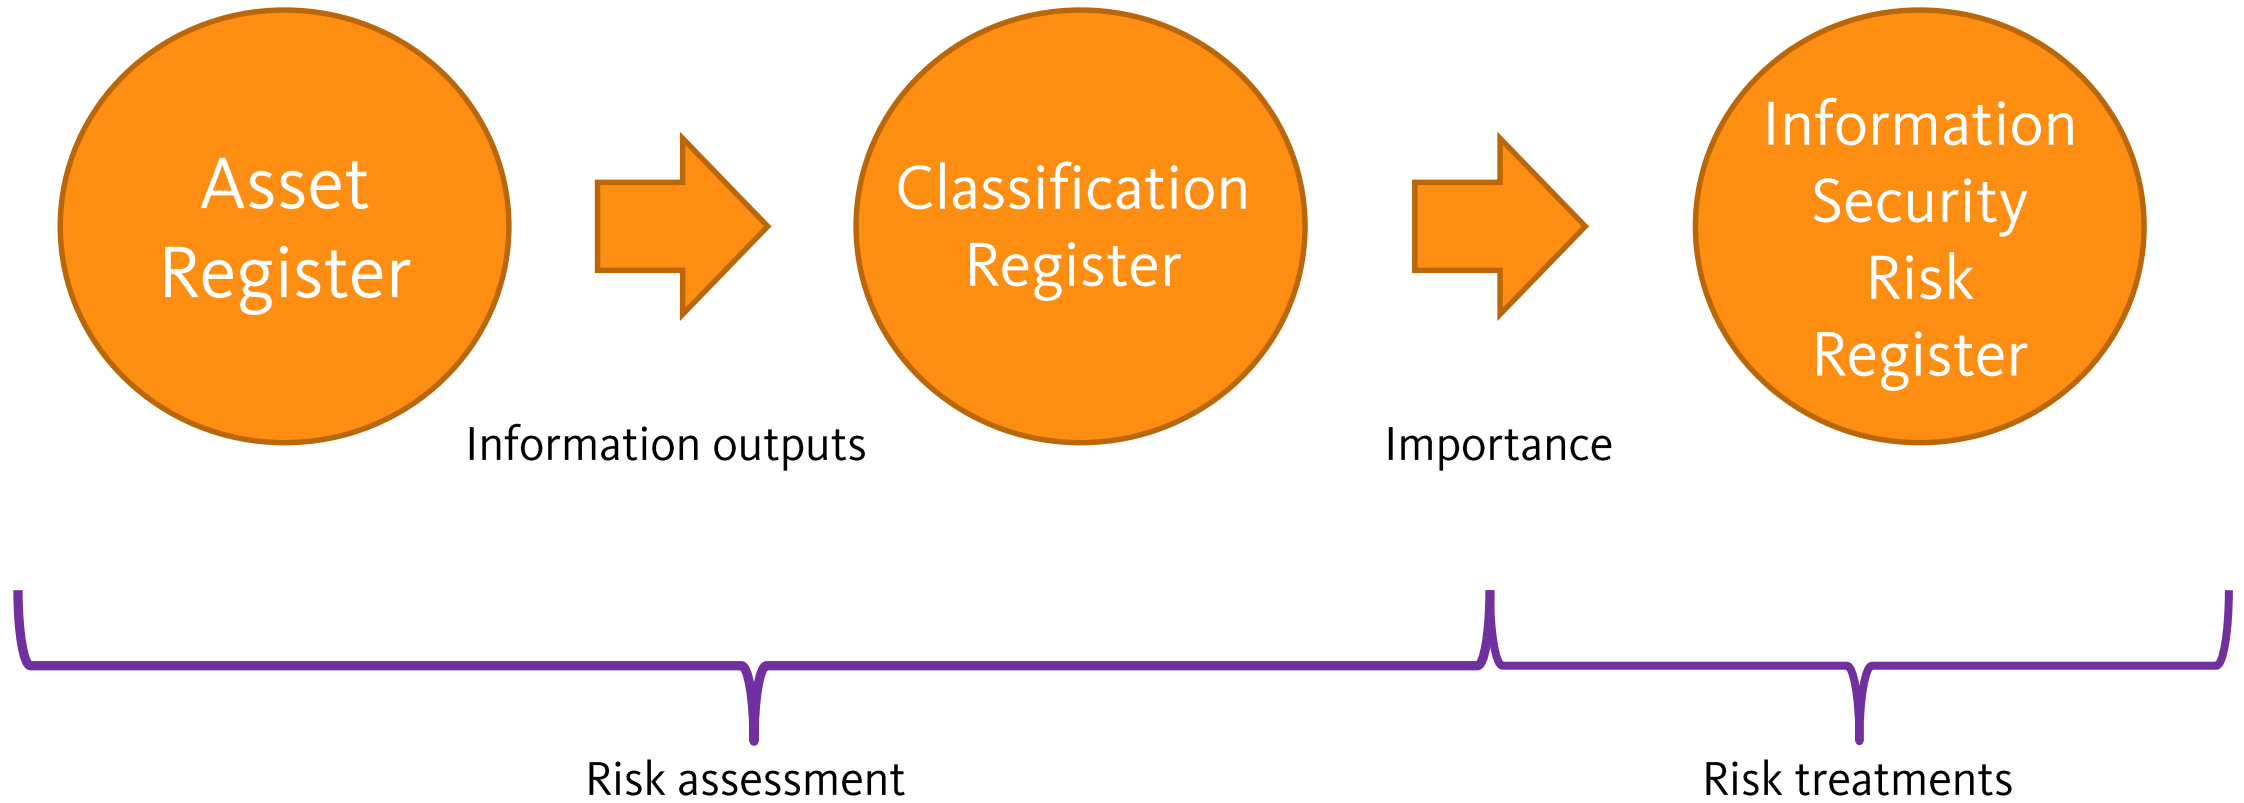 Asset
Register
Classification
Register
Information
Security
Risk
Register
Information outputs
Importance
Risk assessment
Risk treatments